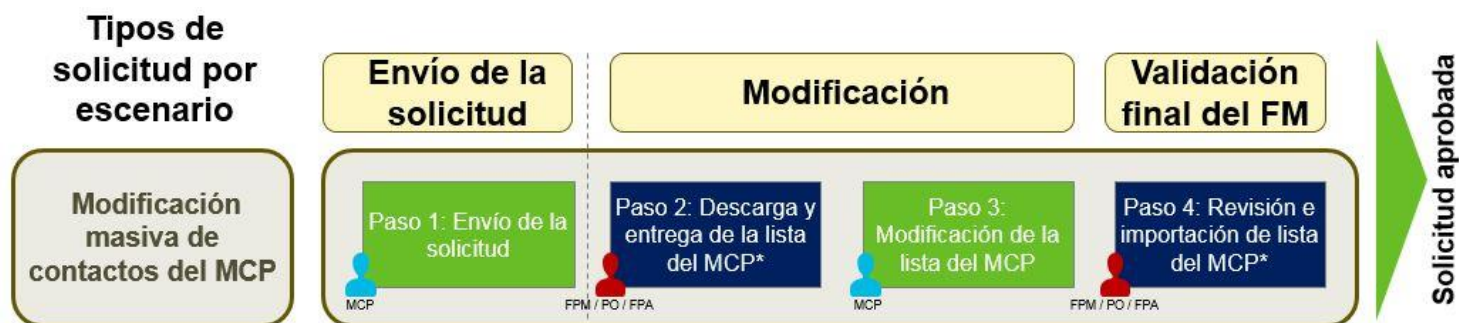 Tipos de
solicitud por
escenario
Envío de la
solicitud
Modificación
Validación
final del FM
Modificación
masiva de
contactos del MCP
Paso 1: Envío de la
solicitud
MCP
Paso 2: Descarga y
entrega de la lista
del MCP*
FPM / PO / FPA
Paso 3:
Modificación de la
lista del MCP
MCP
Paso 4: Revisión e
importación de lista
del MCP*
FPM / PO / FPA
Solicitud aprobada